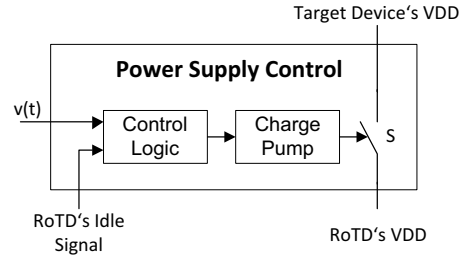 Target Device‘s VDD
Power Supply Control
v(t)
Control
Logic
Charge
Pump
S
RoTD‘s Idle
Signal
RoTD‘s VDD